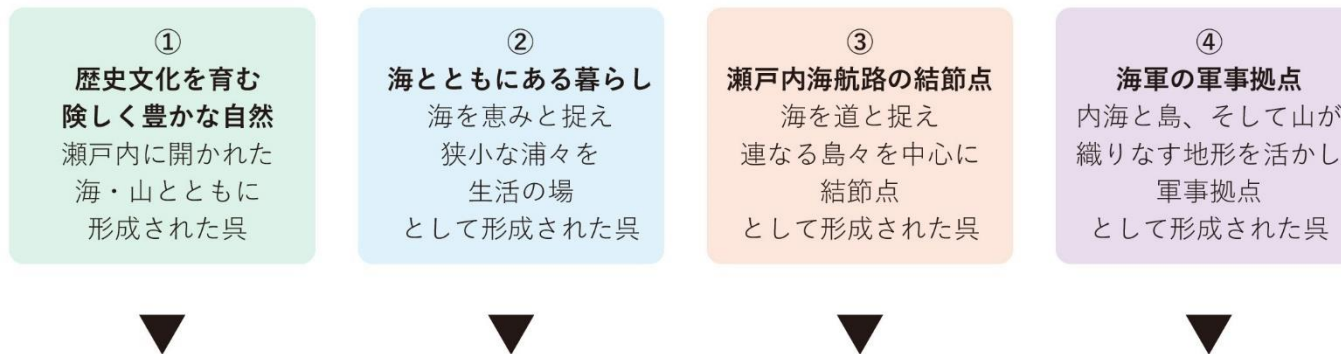 ①
歴史文化を育む
険しく豊かな自然
瀬戸内に開かれた
海・山とともに
形成された呉
②
海とともにある暮らし
海を恵みと捉え
狭小な浦々を
生活の場
として形成された呉
③
瀬戸内海航路の結節点
海を道と捉え
連なる島々を中心に
結節点
として形成された呉
④
海軍の軍事拠点
内海と島、そして山が
織りなす地形を活かし
軍事拠点
として形成された呉